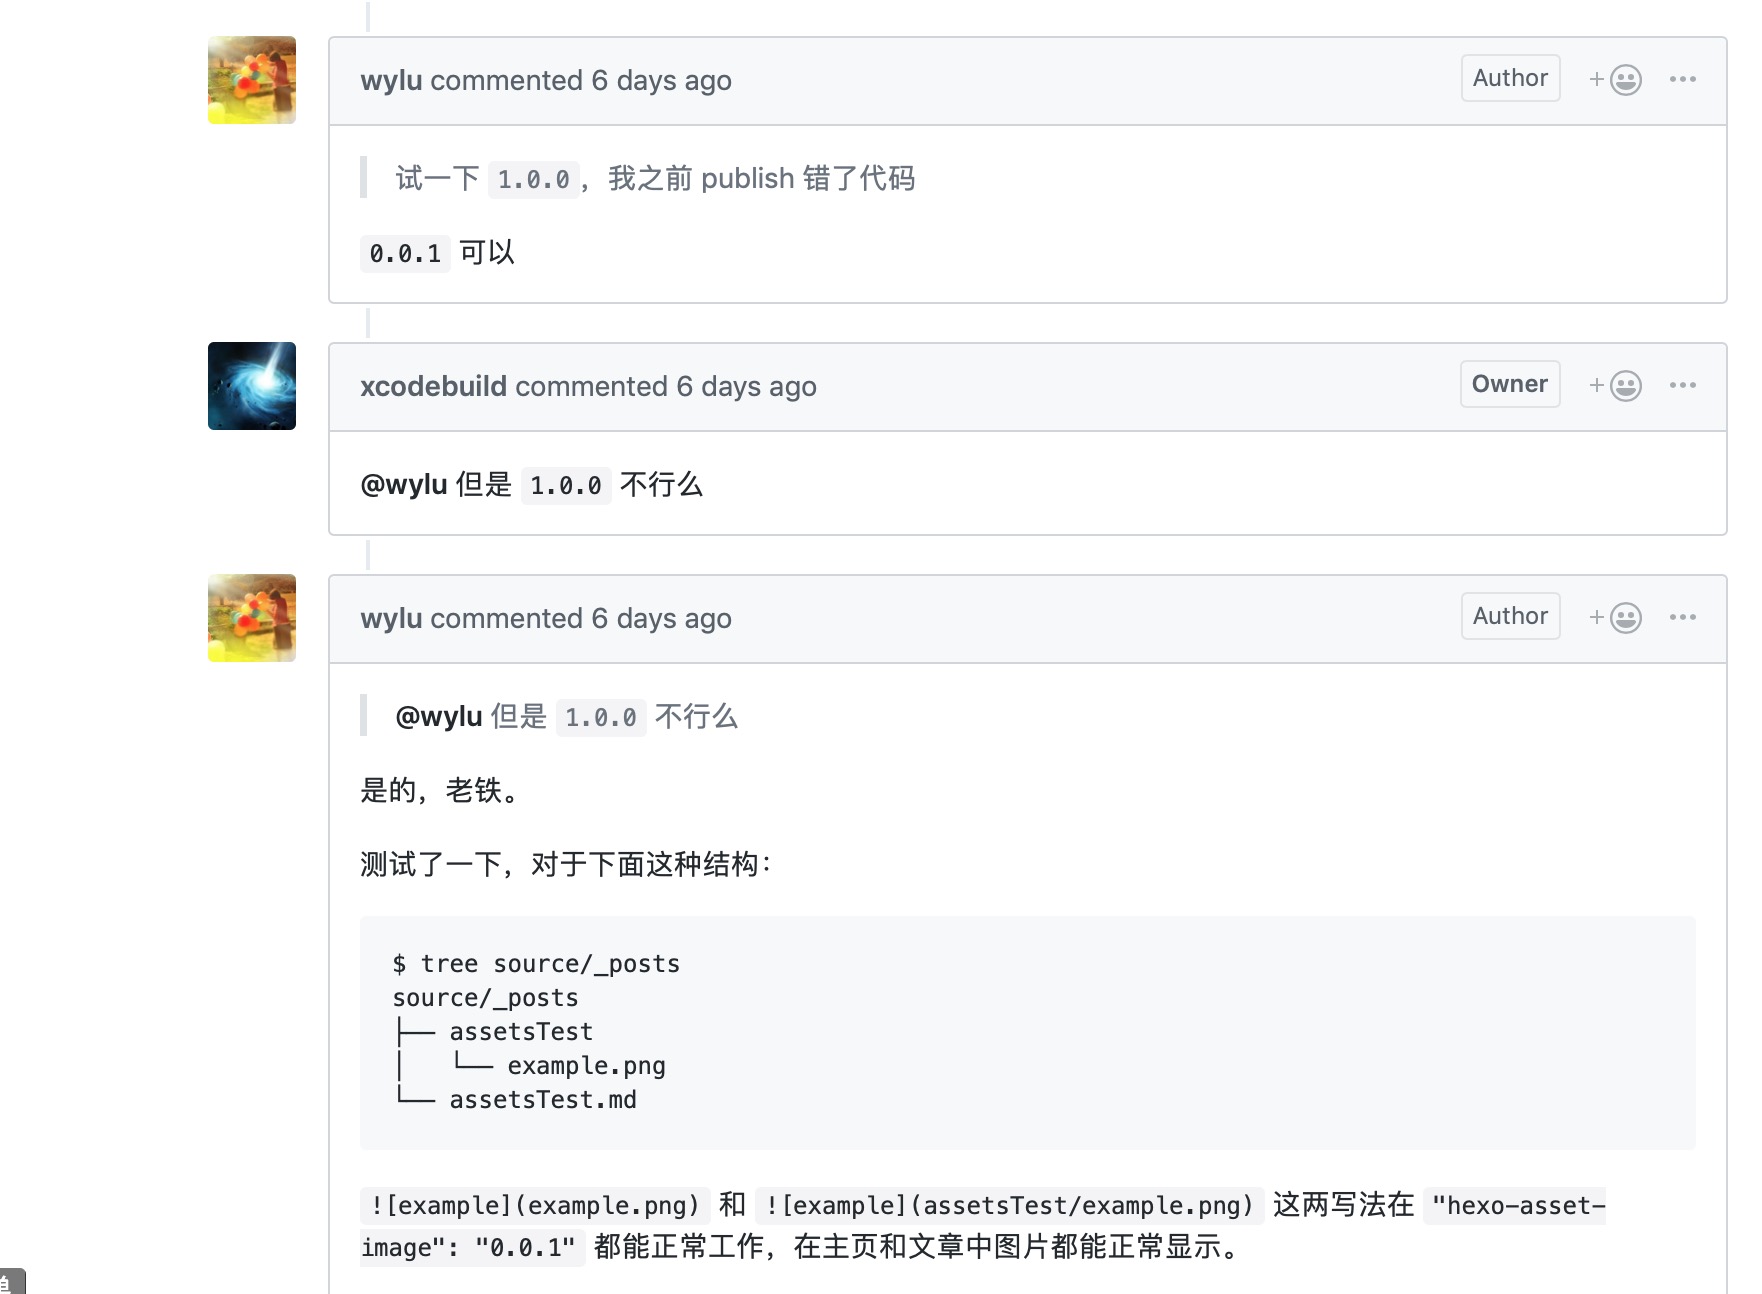 wylu commented 6 days ago Author
试一下 1.0.0，我之前 publish 错了代码
0.0.1 可以
xcodebuild commented 6 days ago Owner
@wylu 但是 1.0.0 不行么
wylu commented 6 days ago Author
@wylu 但是 1.0.0 不行么
是的，老铁。
测试了一下，对于下面这种结构：
$ tree source/_posts
source/_posts
├── assetsTest
│   └── example.png
└── assetsTest.md
![example](example.png) 和 ![example](assetsTest/example.png) 这两写法在 "hexo-asset-
image": "0.0.1" 都能正常工作，在主页和文章中图片都能正常显示。